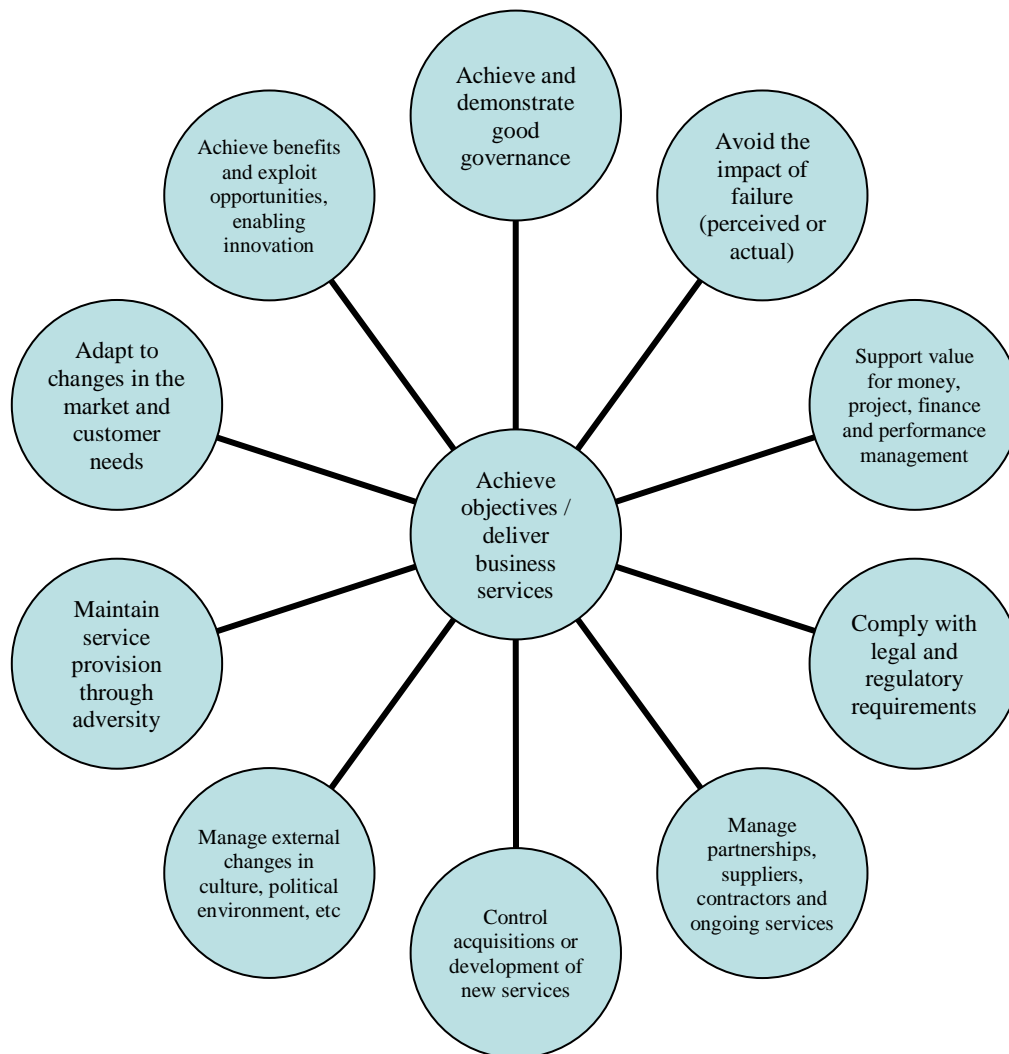 Achieve and
demonstrate
good
governance
Avoid the
impact of
failure
(perceived or
actual)
Support value
for money,
project, finance
and performance
management
Comply with
legal and
regulatory
requirements
Manage
partnerships,
suppliers,
contractors and
ongoing services
Control
acquisitions or
development of
new services
Manage external
changes in
culture, political
environment, etc
Maintain
service
provision
through
adversity
Adapt to
changes in the
market and
customer
needs
Achieve benefits
and exploit
opportunities,
enabling
innovation
Achieve
objectives /
deliver
business
services